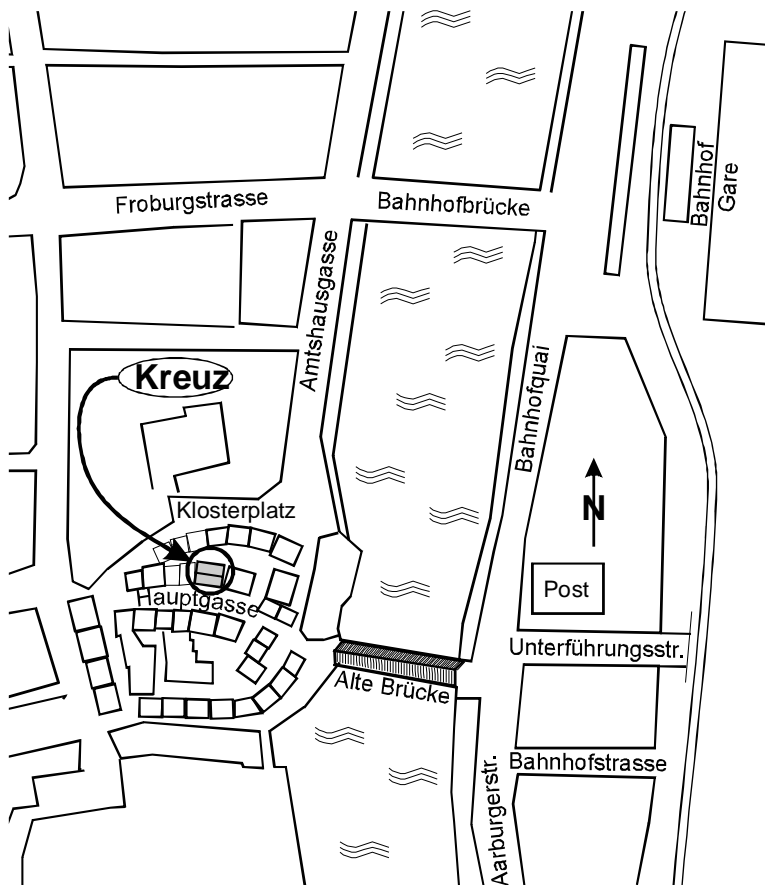 Froburgstrasse
Bahnhofbrücke
Bahnhof
Gare
Amtshausgasse
Kreuz
Bahnhofquai
Klosterplatz
N
Post
Hauptgasse
Unterführungsstr.
Alte Brücke
Bahnhofstrasse
Aarburgerstr.